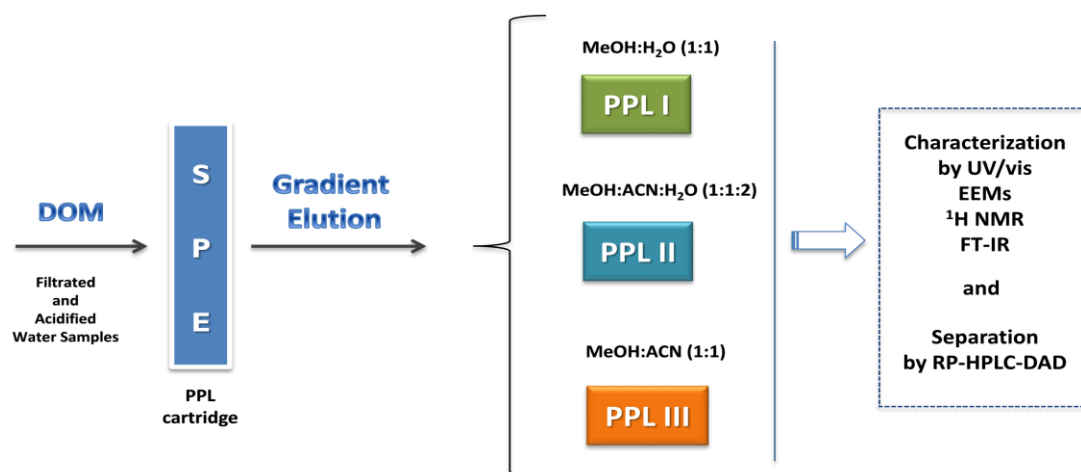 DOM
Filtrated
and
Acidified
Water Samples
S
P
E
PPL
cartridge
Gradient
Elution
MeOH:H₂O (1:1)
PPL I
MeOH:ACN:H₂O (1:1:2)
PPL II
MeOH:ACN (1:1)
PPL III
Characterization
by UV/vis
EEMs
¹H NMR
FT-IR
and
Separation
by RP-HPLC-DAD